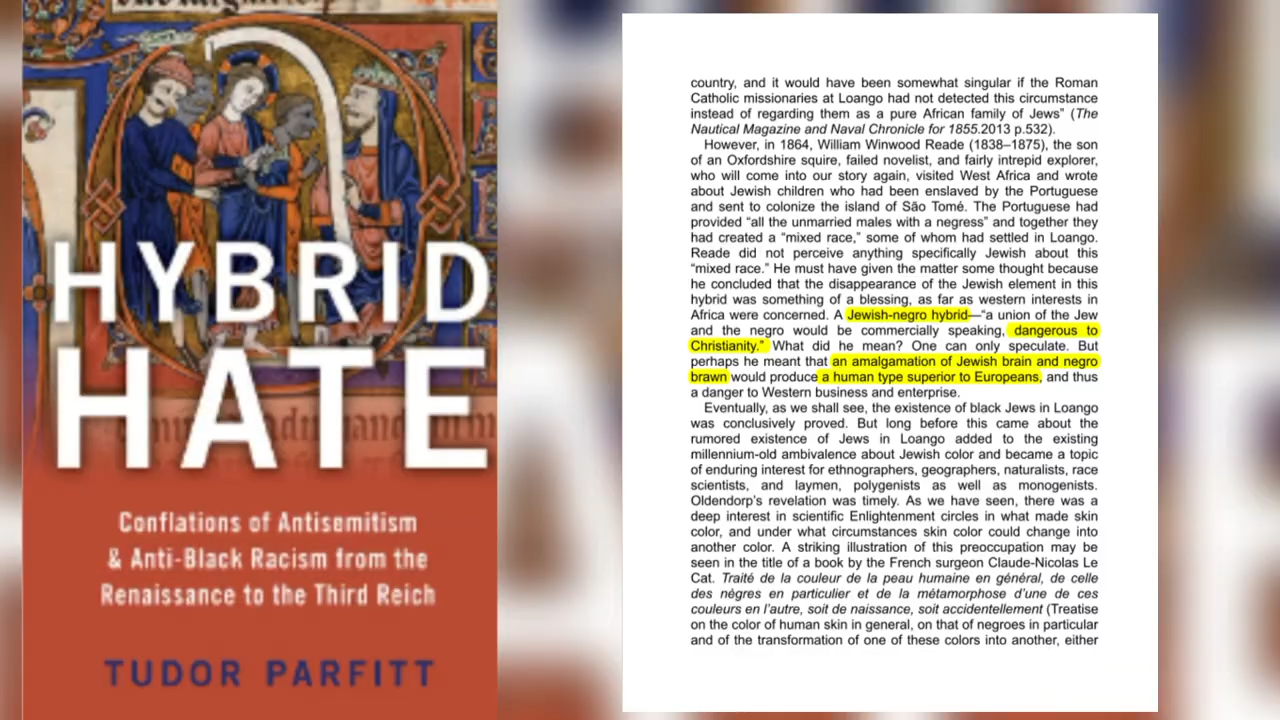 HYBRID
HATE
Conflations of Antisemitism
& Anti-Black Racism from the
Renaissance to the Third Reich
TUDOR PARFITT
country, and it would have been somewhat singular if the Roman
Catholic missionaries at Loango had not detected this circumstance
instead of regarding them as a pure African family of Jews” (The
Nautical Magazine and Naval Chronicle for 1855.2013 p.532).
However, in 1864, William Winwood Reade (1838–1875), the son
of an Oxfordshire squire, failed novelist, and fairly intrepid explorer,
who will come into our story again, visited West Africa and wrote
about Jewish children who had been enslaved by the Portuguese
and sent to colonize the island of São Tomé. The Portuguese had
provided “all the unmarried males with a negress” and together they
had created a “mixed race,” some of whom had settled in Loango.
Reade did not perceive anything specifically Jewish about this
“mixed race.” He must have given the matter some thought because
he concluded that the disappearance of the Jewish element in this
hybrid was something of a blessing, as far as western interests in
Africa were concerned. A Jewish-negro hybrid—“a union of the Jew
and the negro would be commercially speaking, dangerous to
Christianity.” What did he mean? One can only speculate. But
perhaps he meant that an amalgamation of Jewish brain and negro
brawn would produce a human type superior to Europeans, and thus
a danger to Western business and enterprise.
Eventually, as we shall see, the existence of black Jews in Loango
was conclusively proved. But long before this came about the
rumored existence of Jews in Loango added to the existing
millennium-old ambivalence about Jewish color and became a topic
of enduring interest for ethnographers, geographers, naturalists, race
scientists, and laymen, polygenists as well as monogenists.
Oldendorp’s revelation was timely. As we have seen, there was a
deep interest in scientific Enlightenment circles in what made skin
color, and under what circumstances skin color could change into
another color. A striking illustration of this preoccupation may be
seen in the title of a book by the French surgeon Claude-Nicolas Le
Cat. Traité de la couleur de la peau humaine en général, de celle
des nègres en particulier et de la métamorphose d’une de ces
couleurs en l’autre, soit de naissance, soit accidentellement (Treatise
on the color of human skin in general, on that of negroes in particular
and of the transformation of one of these colors into another, either